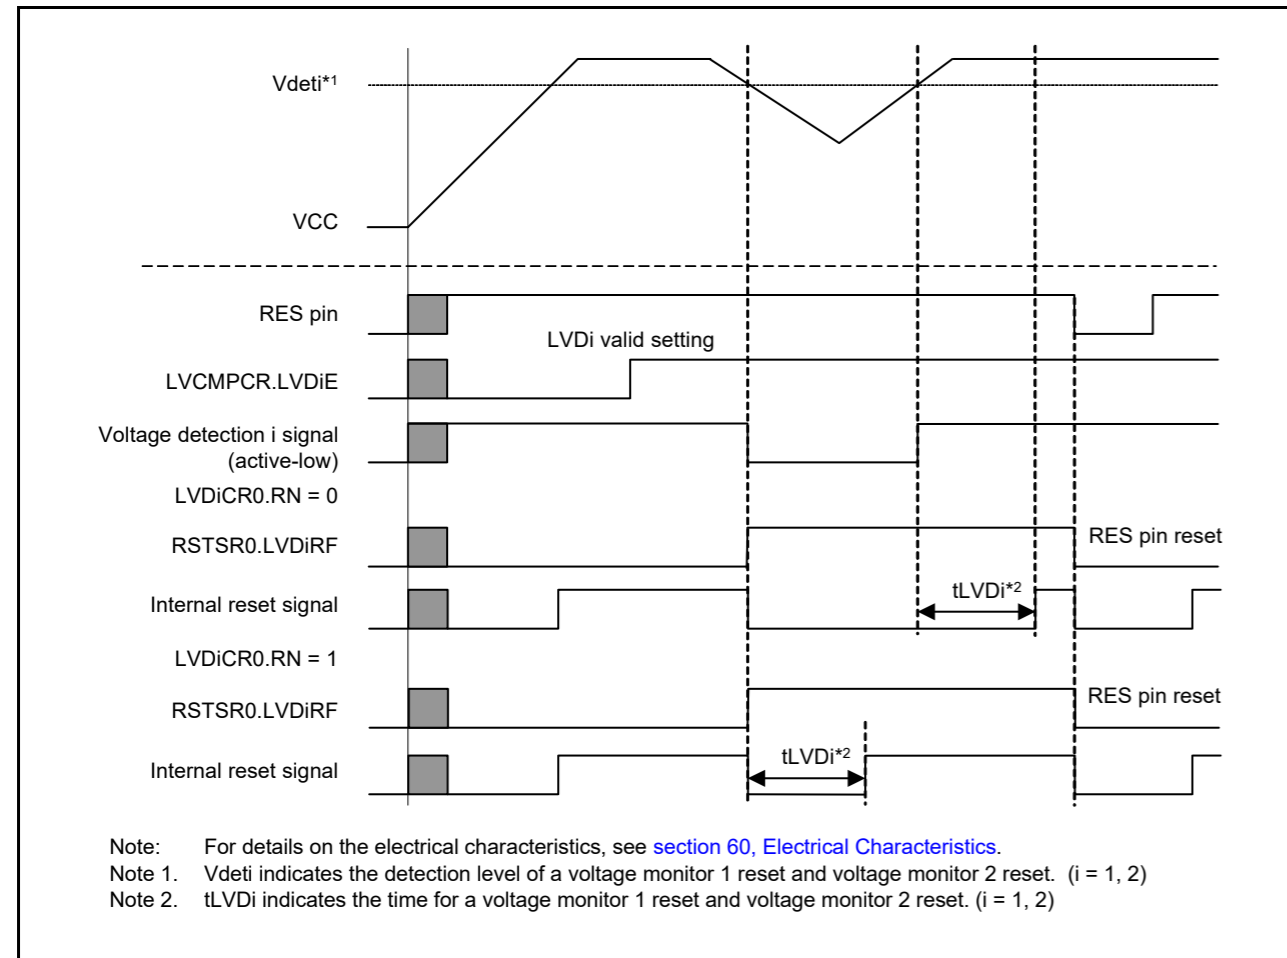 Vdeti*1
VCC
RES pin
LVDi valid setting
LVCMPCR.LVDiE
Voltage detection i signal
(active-low)
LVDiCR0.RN = 0
RSTSR0.LVDiRF
RES pin reset
Internal reset signal
tLVDi*2
LVDiCR0.RN = 1
RSTSR0.LVDiRF
RES pin reset
Internal reset signal
tLVDi*2
Note: For details on the electrical characteristics, see section 60, Electrical Characteristics.
Note 1. Vdeti indicates the detection level of a voltage monitor 1 reset and voltage monitor 2 reset. (i = 1, 2)
Note 2. tLVDi indicates the time for a voltage monitor 1 reset and voltage monitor 2 reset. (i = 1, 2)